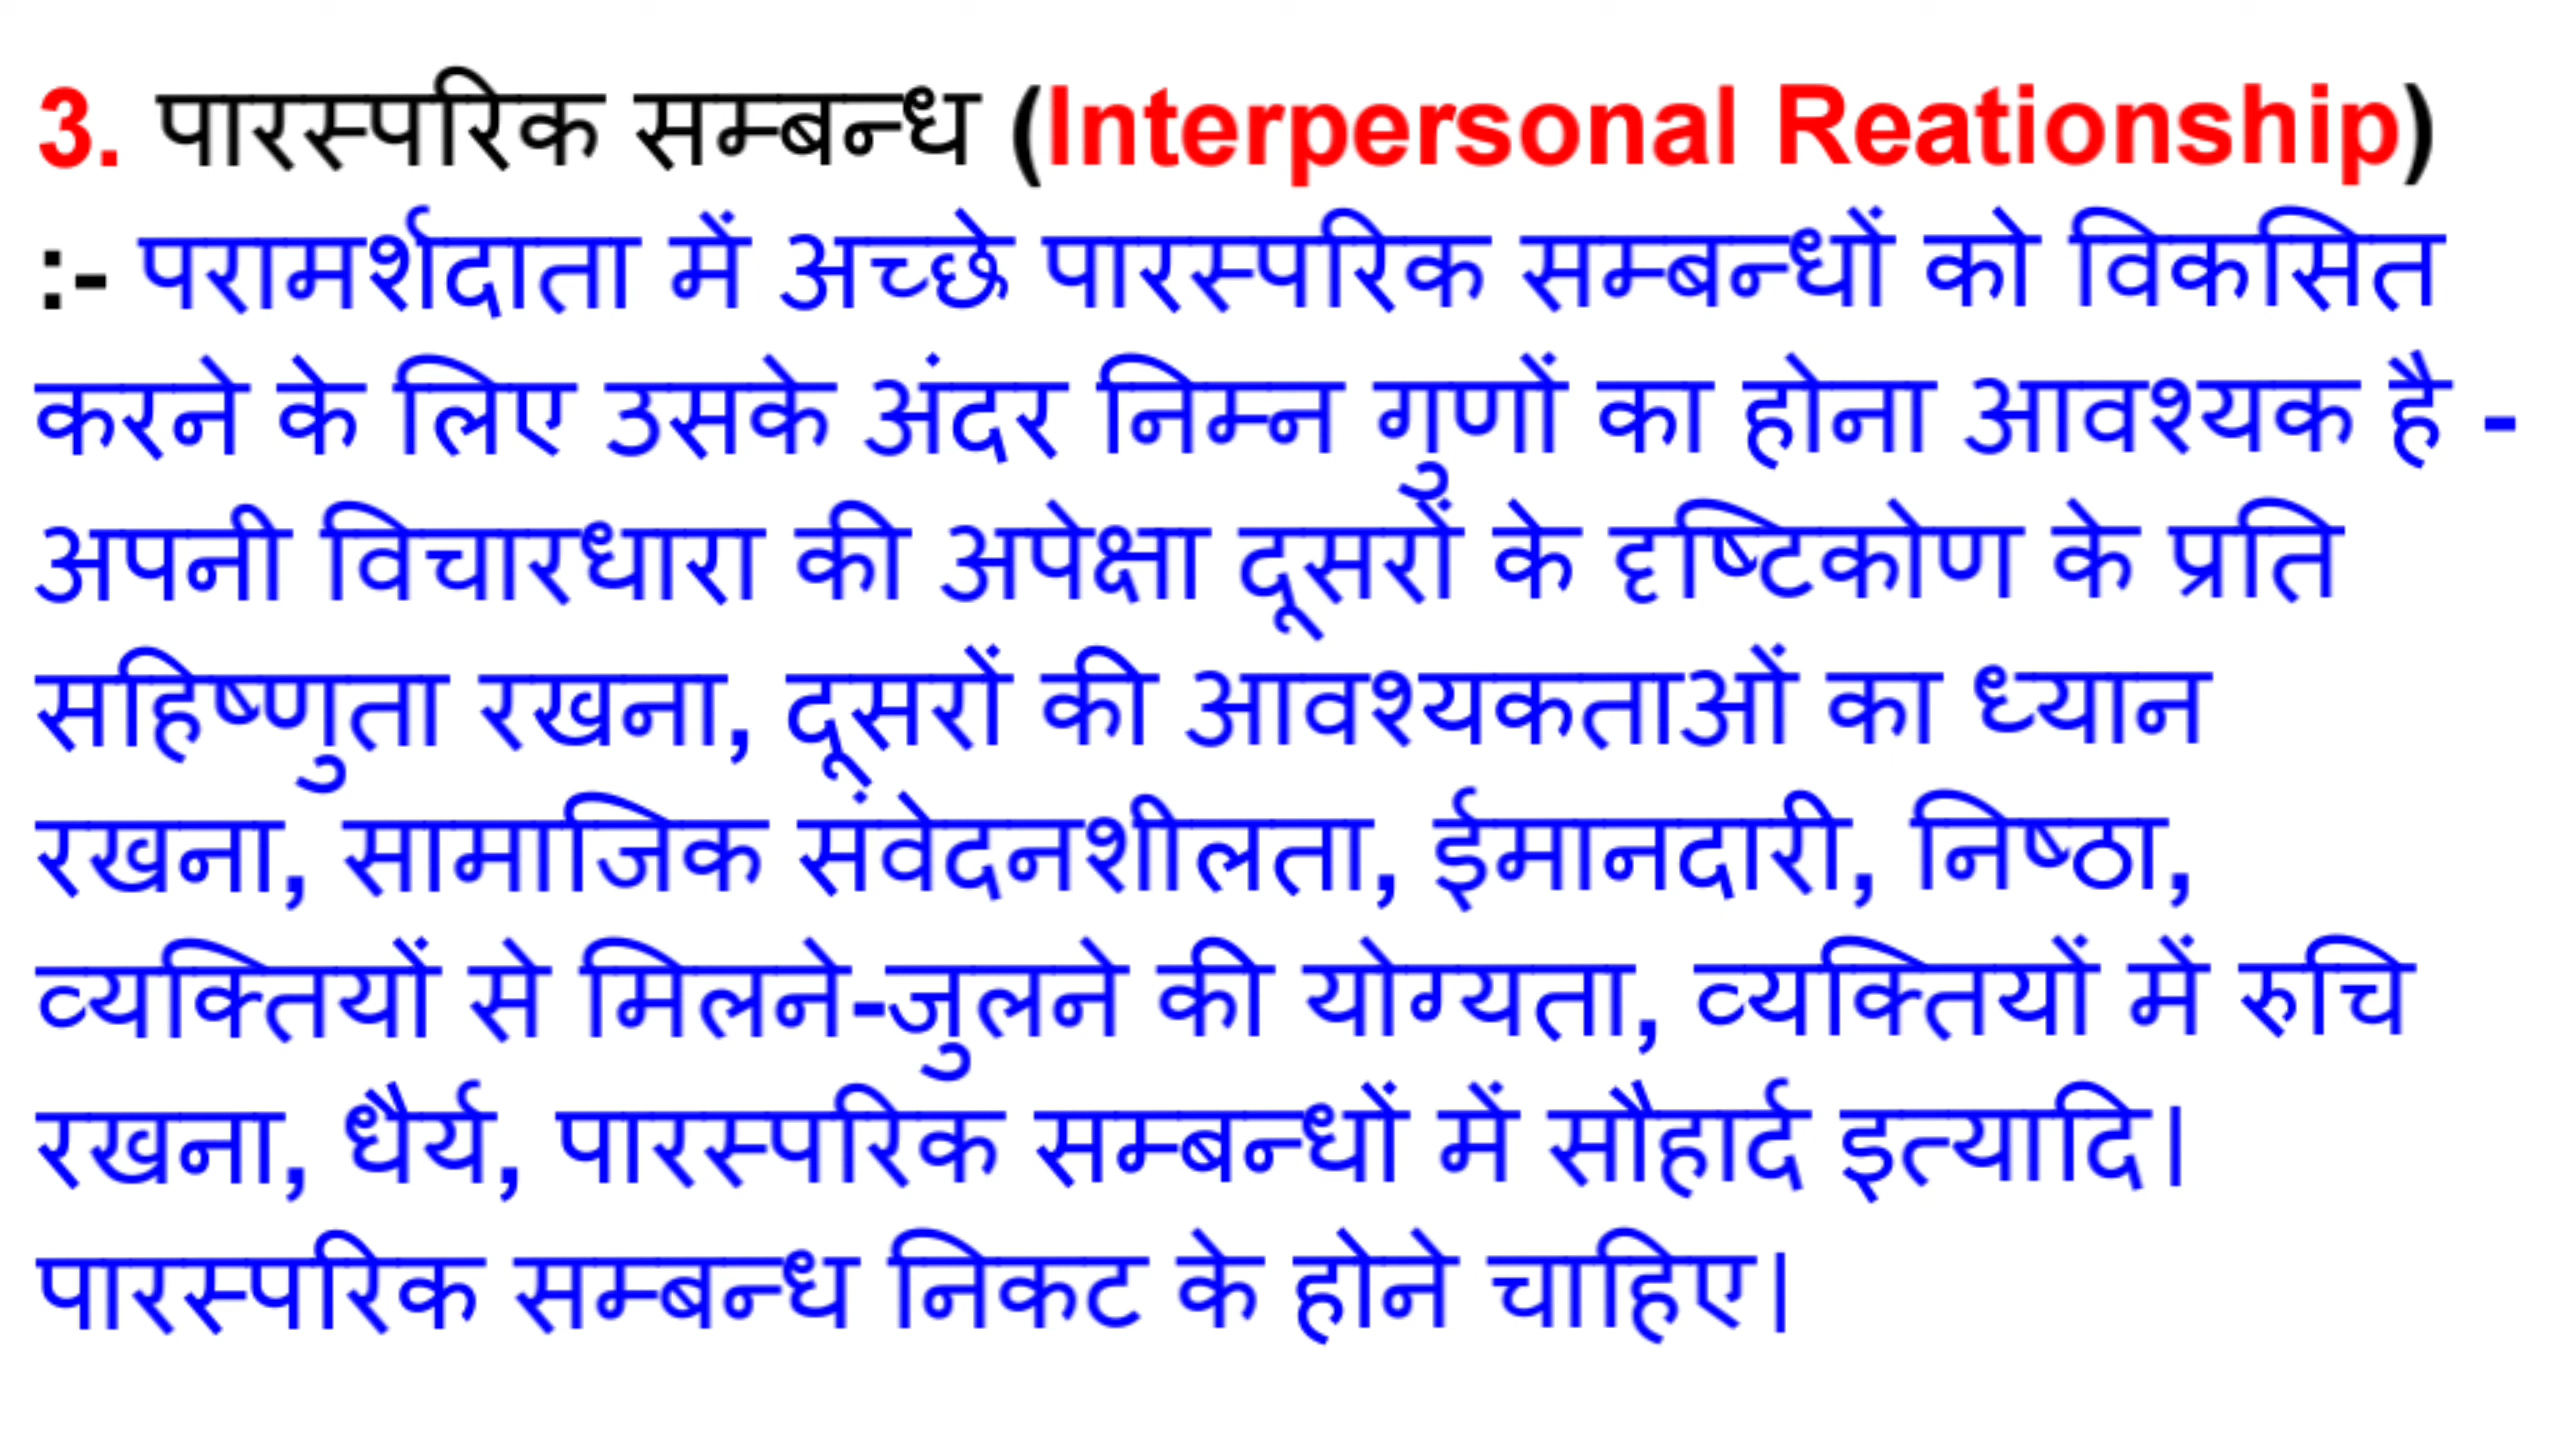 3. पारस्परिक सम्बन्ध (Interpersonal Reationship)
:- परामर्शदाता में अच्छे पारस्परिक सम्बन्धों को विकसित
करने के लिए उसके अंदर निम्न गुणों का होना आवश्यक है -
अपनी विचारधारा की अपेक्षा दूसरों के दृष्टिकोण के प्रति
सहिष्णुता रखना, दूसरों की आवश्यकताओं का ध्यान
रखना, सामाजिक संवेदनशीलता, ईमानदारी, निष्ठा,
व्यक्तियों से मिलने-जुलने की योग्यता, व्यक्तियों में रुचि
रखना, धैर्य, पारस्परिक सम्बन्धों में सौहार्द इत्यादि।
पारस्परिक सम्बन्ध निकट के होने चाहिए।